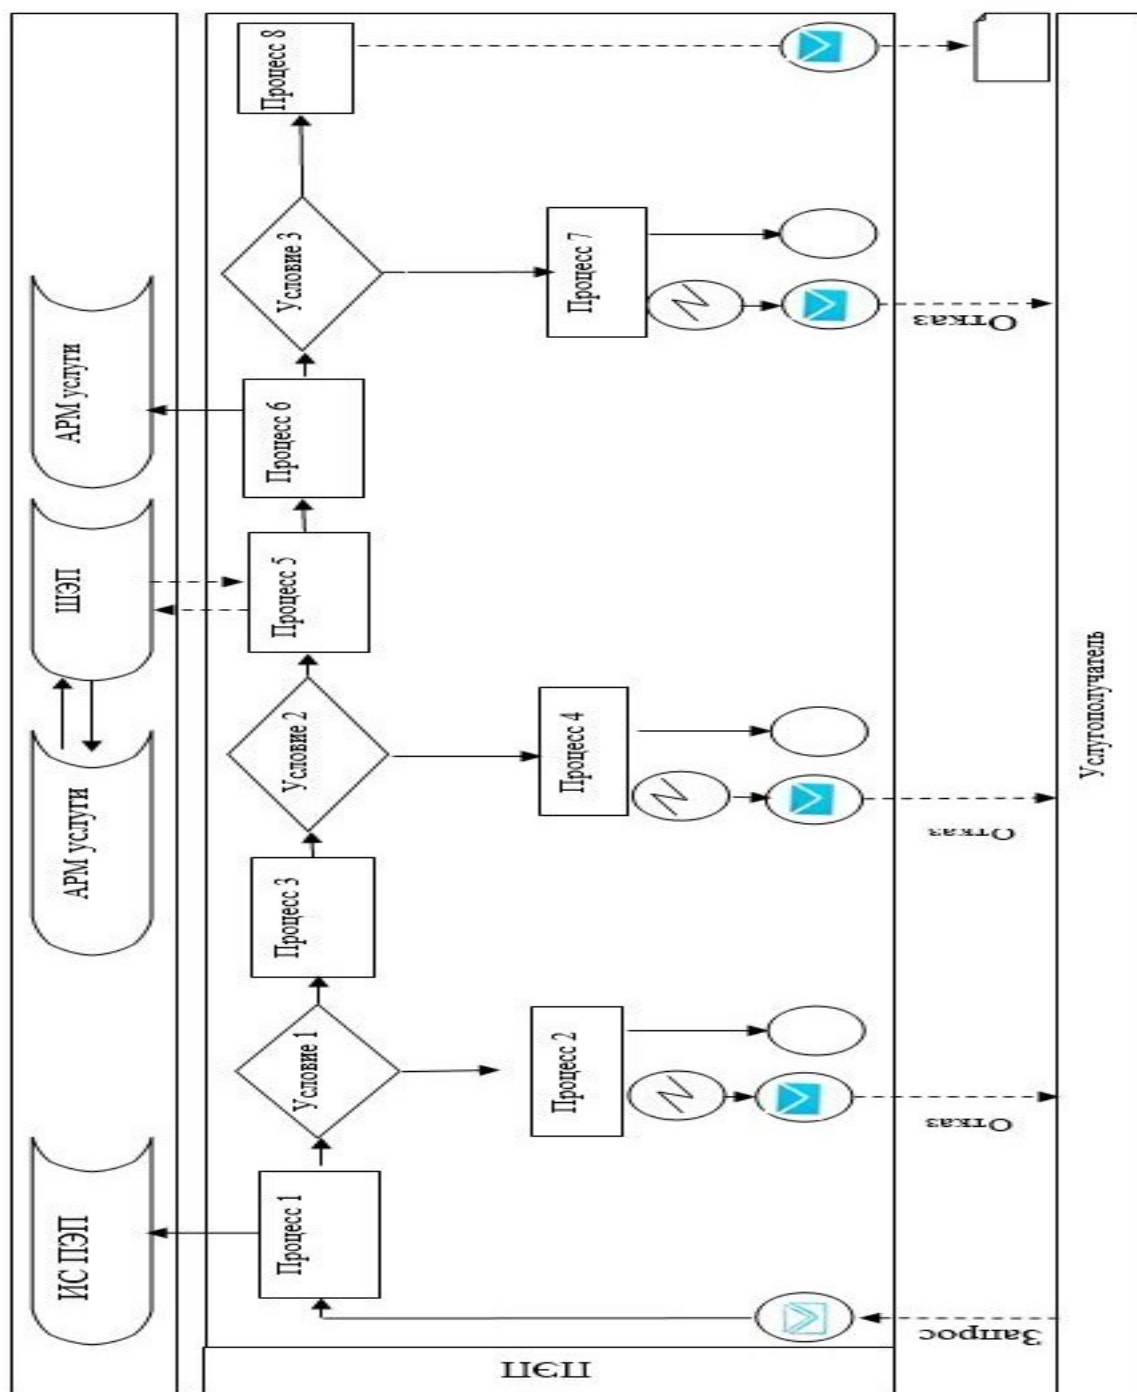 ИС ПЭП
АРМ услуги
ШЭП
АРМ услуги
ПЭП
Процесс 1
Условие 1
Процесс 3
Условие 2
Процесс 5
Процесс 6
Условие 3
Процесс 8
Процесс 2
Процесс 4
Процесс 7
Запрос
Отказ
Отказ
Отказ
Услугополучатель